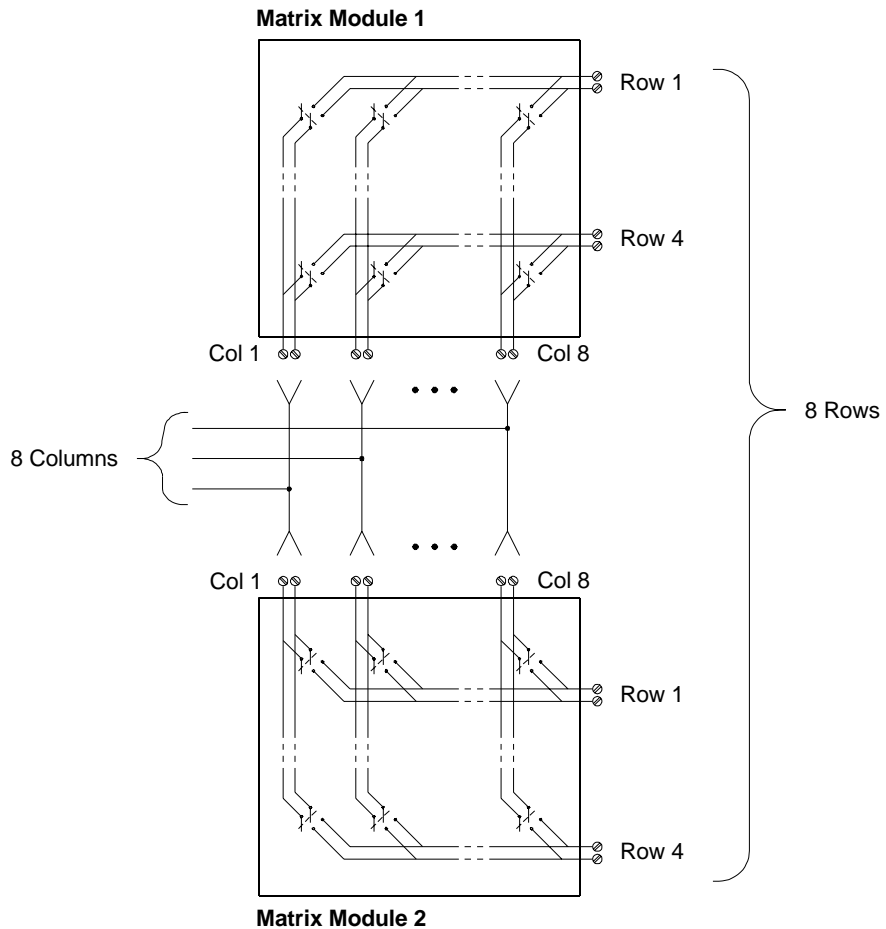 Matrix Module 1
Row 1
Row 4
Col 1
Col 8
8 Rows
8 Columns
Col 1
Col 8
Row 1
Row 4
Matrix Module 2